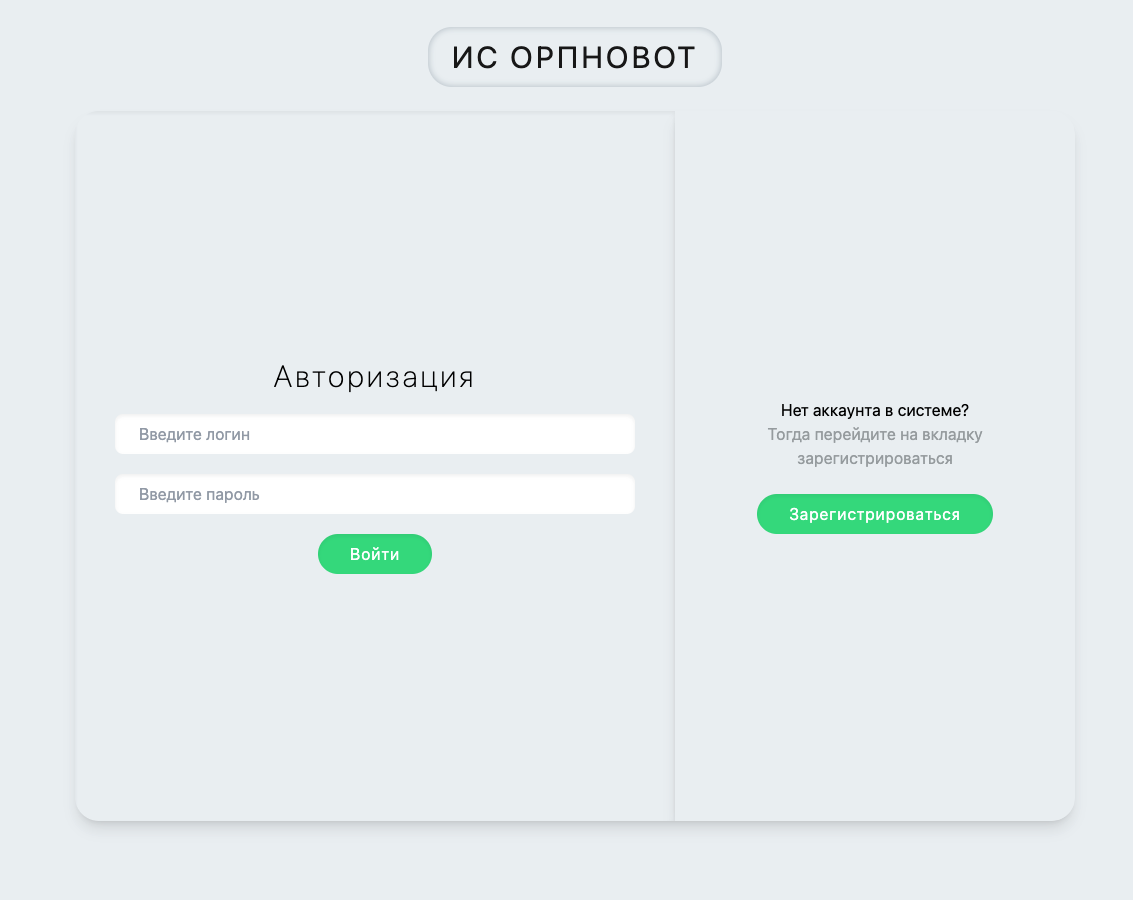 ИС ОРПНОВОТ
Авторизация
Введите логин
Введите пароль
Войти
Нет аккаунта в системе?
Тогда перейдите на вкладку
зарегистрироваться
Зарегистрироваться